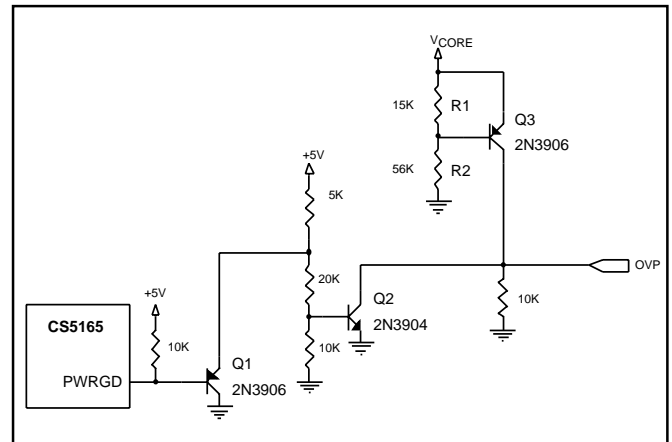 VCORE
15K
R1
Q3
2N3906
+5V
56K
R2
5K
OVP
20K
+5V
Q2
10K
CS5165
2N3904
10K
10K
Q1
PWRGD
2N3906